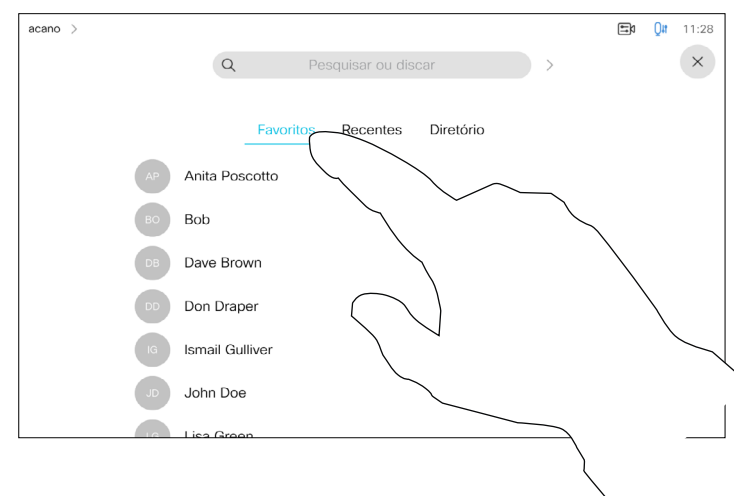 acano > 11:28
Pesquisar ou discar >
Favoritos Recentes Diretório
AP Anita Poscotto
BO Bob
DB Dave Brown
DD Don Draper
IG Ismail Gulliver
JD John Doe
LG Lisa Green